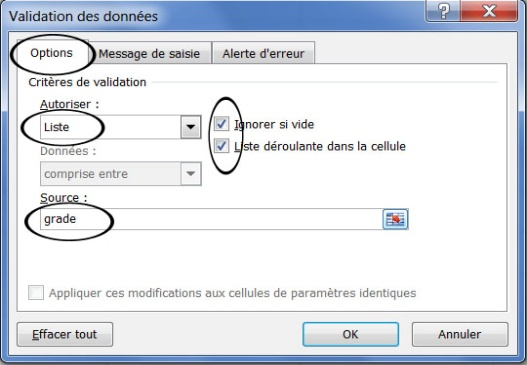 Validation des données
Options Message de saisie Alerte d'erreur
Critères de validation
Autoriser :
Liste
Ignorer si vide
Données :
Liste déroulante dans la cellule
comprise entre
Source :
grade
Appliquer ces modifications aux cellules de paramètres identiques
Effacer tout OK Annuler